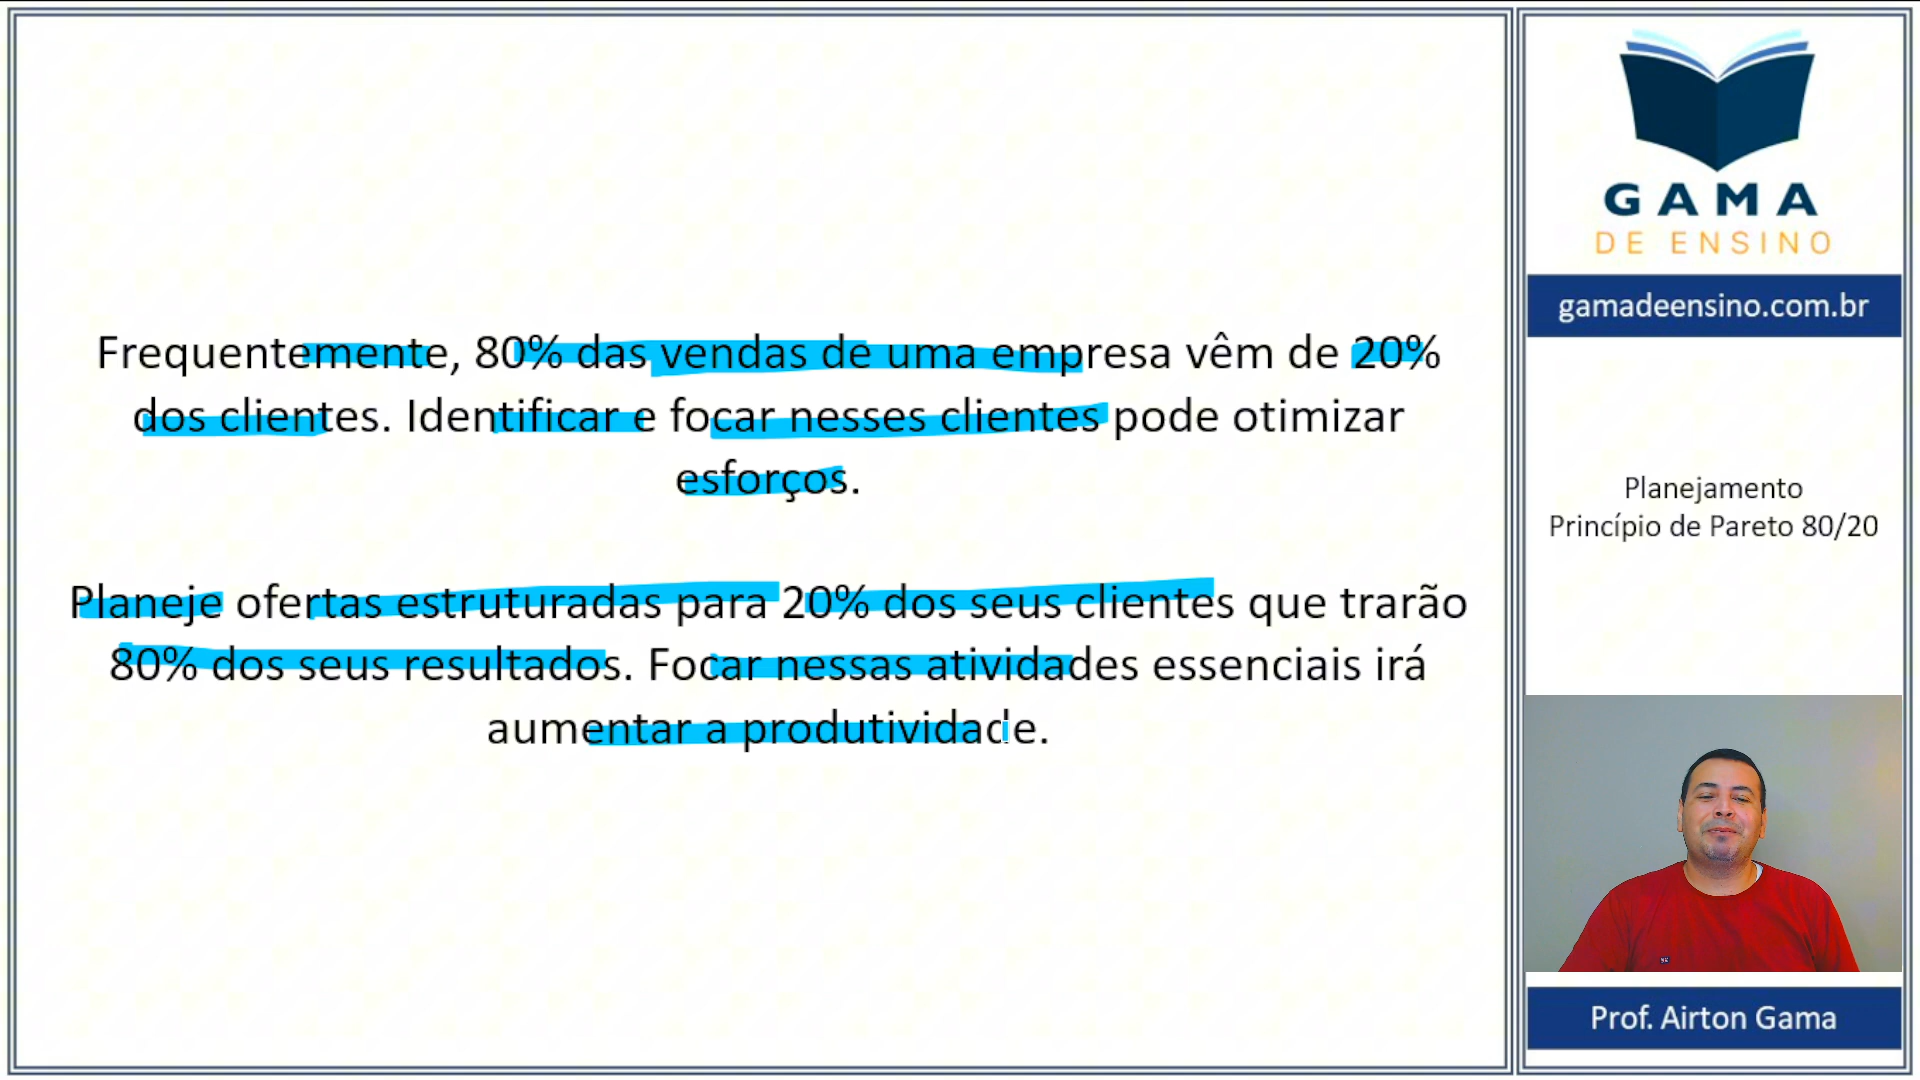 Frequentemente, 80% das vendas de uma empresa vêm de 20%
dos clientes. Identificar e focar nesses clientes pode otimizar
esforços.
Planeje ofertas estruturadas para 20% dos seus clientes que trarão
80% dos seus resultados. Focar nessas atividades essenciais irá
aumentar a produtividade.
GAMA
DE ENSINO
gamadeensino.com.br
Planejamento
Princípio de Pareto 80/20
Prof. Airton Gama